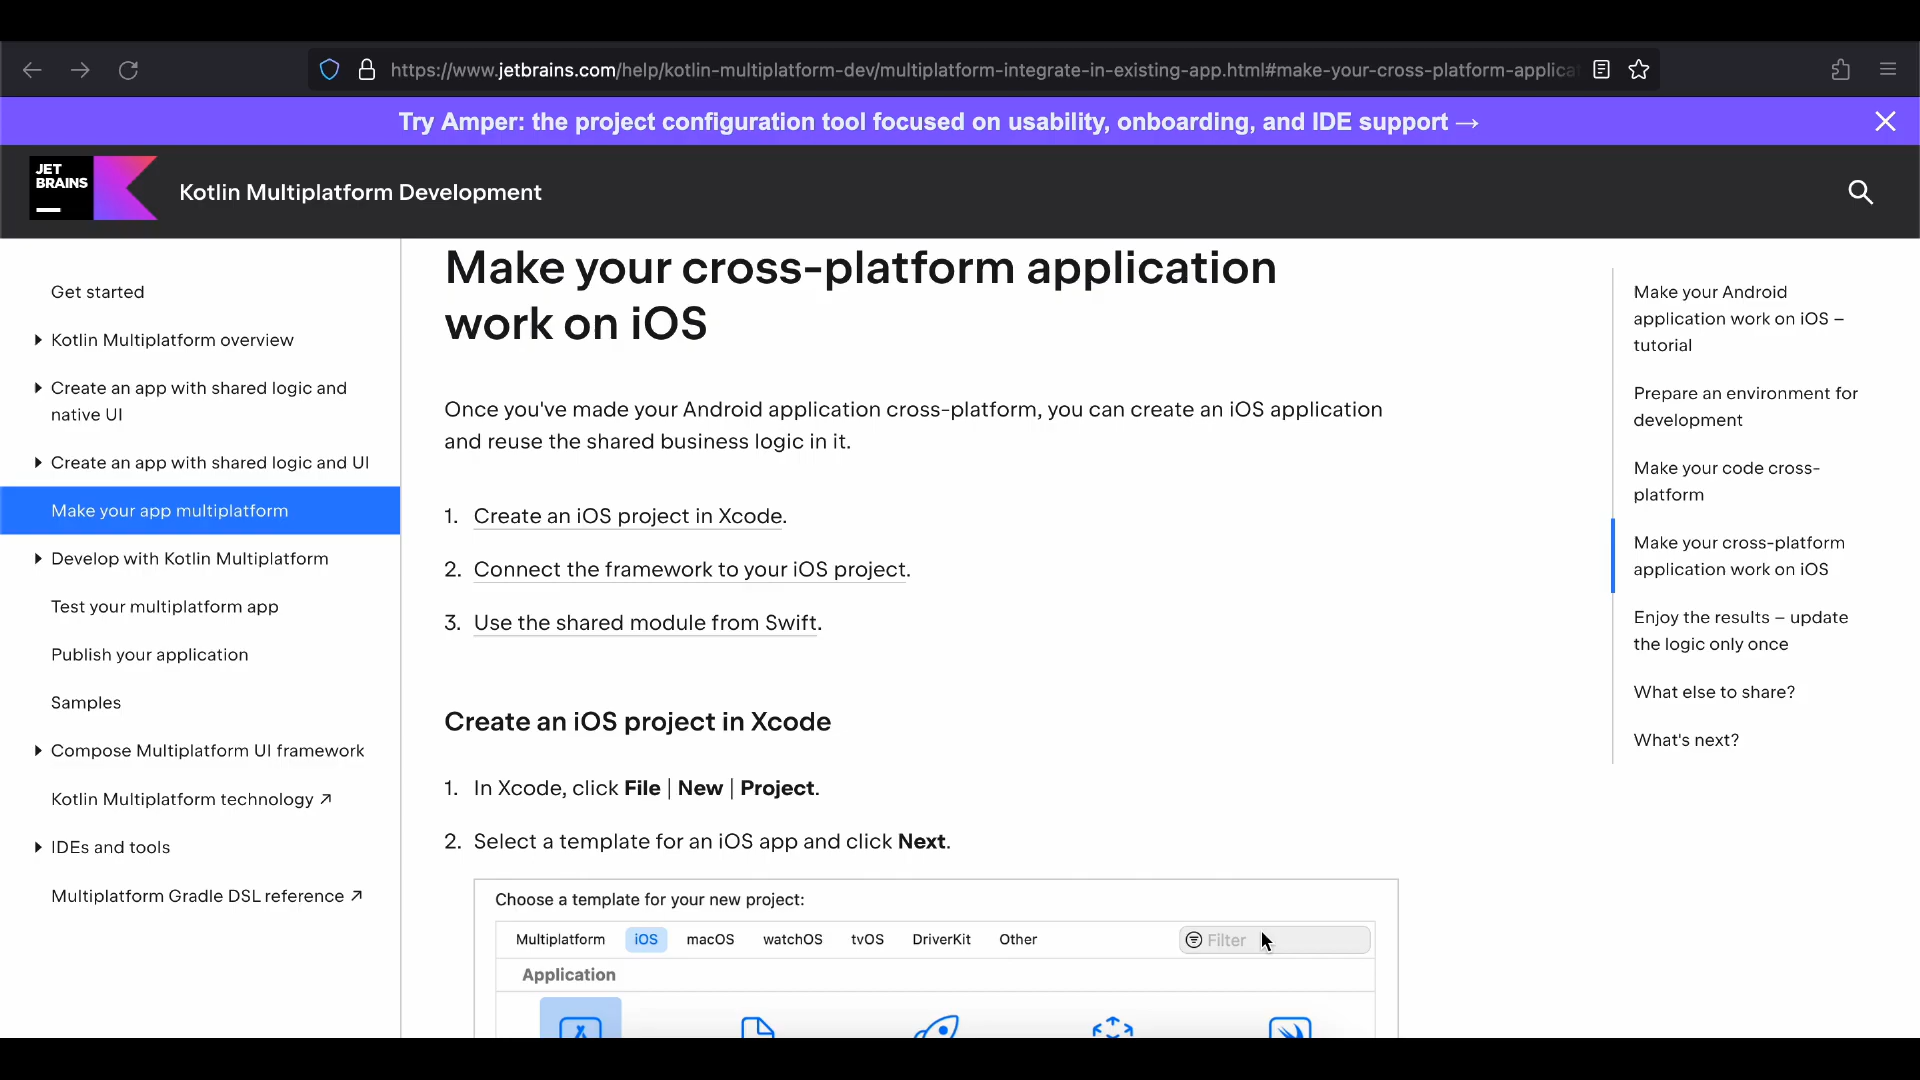 https://www.jetbrains.com/help/kotlin-multiplatform-dev/multiplatform-integrate-in-existing-app.html#make-your-cross-platform-applica
Try Amper: the project configuration tool focused on usability, onboarding, and IDE support →
JET
BRAINS
Kotlin Multiplatform Development
Get started
Kotlin Multiplatform overview
Create an app with shared logic and
native UI
Create an app with shared logic and UI
Make your app multiplatform
Develop with Kotlin Multiplatform
Test your multiplatform app
Publish your application
Samples
Compose Multiplatform UI framework
Kotlin Multiplatform technology ↗
IDEs and tools
Multiplatform Gradle DSL reference ↗
Make your cross-platform application
work on iOS
Once you've made your Android application cross-platform, you can create an iOS application
and reuse the shared business logic in it.
1. Create an iOS project in Xcode.
2. Connect the framework to your iOS project.
3. Use the shared module from Swift.
Create an iOS project in Xcode
1. In Xcode, click File | New | Project.
2. Select a template for an iOS app and click Next.
Choose a template for your new project:
Multiplatform iOS macOS watchOS tvOS DriverKit Other Filter
Application
Make your Android
application work on iOS –
tutorial
Prepare an environment for
development
Make your code cross-
platform
Make your cross-platform
application work on iOS
Enjoy the results – update
the logic only once
What else to share?
What's next?